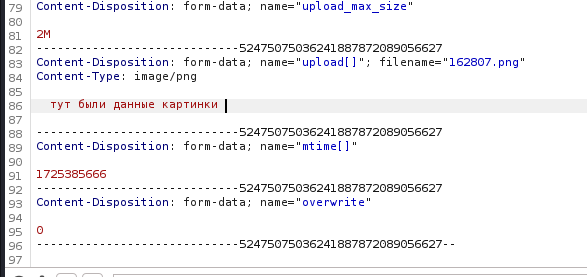 79 Content-Disposition: form-data; name="upload_max_size"
80
81 2M
82 -----------------------------524750750362418878720890566​27
83 Content-Disposition: form-data; name="upload[]"; filename="162807.png"
84 Content-Type: image/png
85
86 тут были данные картинки
87
88 -----------------------------52475075036241887872089056627
89 Content-Disposition: form-data; name="mtime[]"
90
91 1725385666
92 -----------------------------52475075036241887872089056627
93 Content-Disposition: form-data; name="overwrite"
94
95 0
96 -----------------------------52475075036241887872089056627--
97